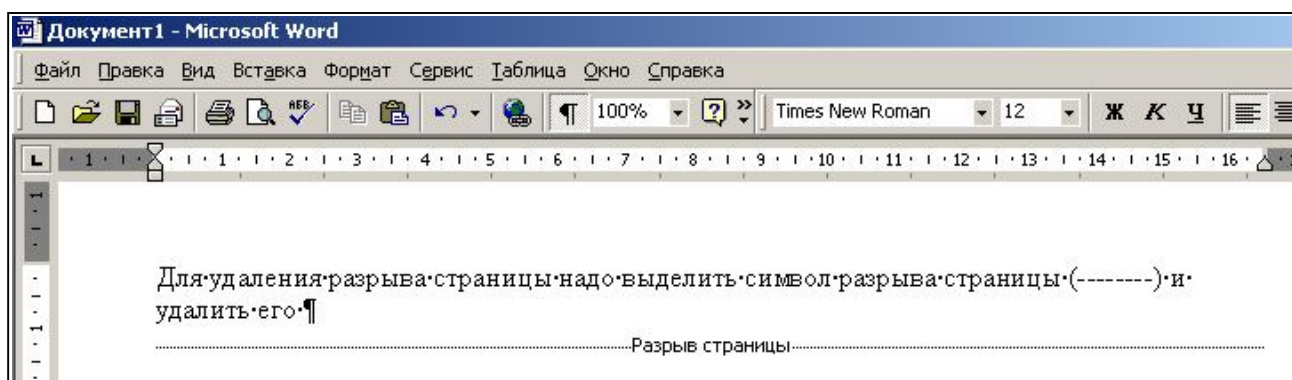 Документ1 - Microsoft Word
Файл Правка Вид Вставка Формат Сервис Таблица Окно Справка
100% Times New Roman 12 Ж К Ч
1 1 2 3 4 5 6 7 8 9 10 11 12 13 14 15 16
Для·удаления·разрыва·страницы·надо·выделить·символ·разрыва·страницы·(--------)·и·
удалить·его·¶
Разрыв страницы